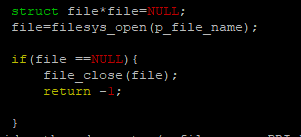 struct file*file=NULL;
file=filesys_open(p_file_name);
if(file ==NULL){
file_close(file);
return -1;
}